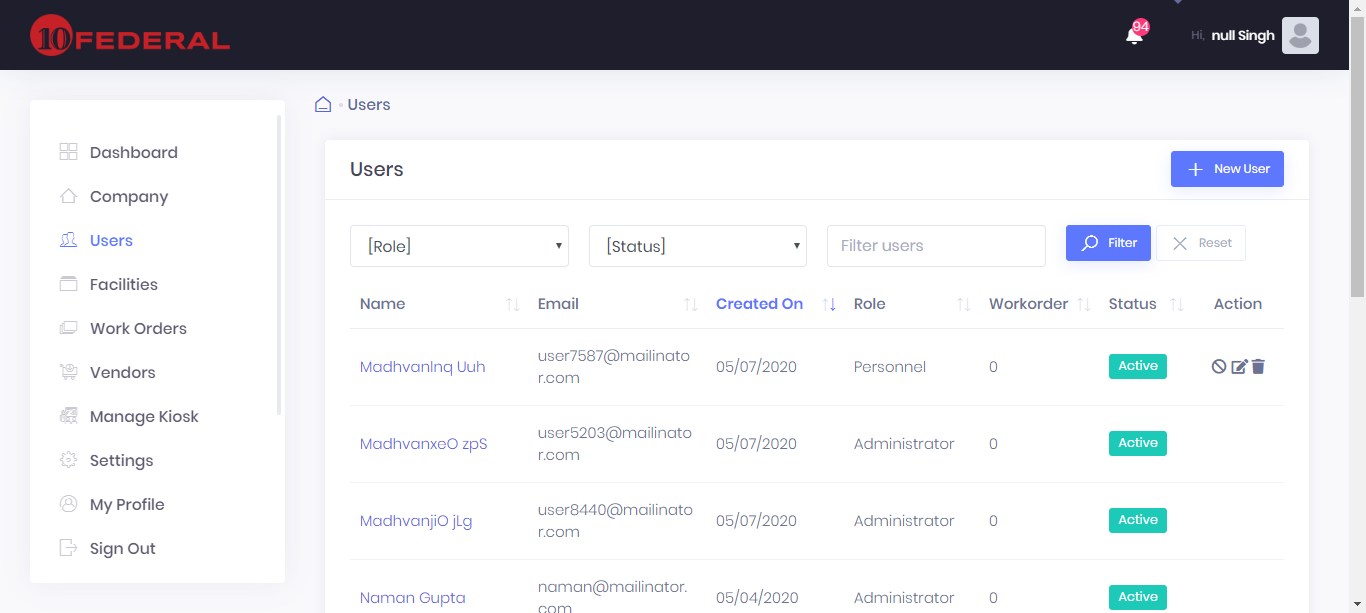 10 FEDERAL
94
Hi, null Singh
Dashboard
Company
Users
Facilities
Work Orders
Vendors
Manage Kiosk
Settings
My Profile
Sign Out
Users
Users
New User
[Role]
[Status]
Filter users
Filter
Reset
Name Email Created On Role Workorder Status Action
MadhvanInq Uuh user7587@mailinato 05/07/2020 Personnel 0 Active
r.com
MadhvanxeO zpS user5203@mailinato 05/07/2020 Administrator 0 Active
r.com
MadhvanjiO jLg user8440@mailinato 05/07/2020 Administrator 0 Active
r.com
Naman Gupta naman@mailinator. 05/04/2020 Administrator 0 Active
com